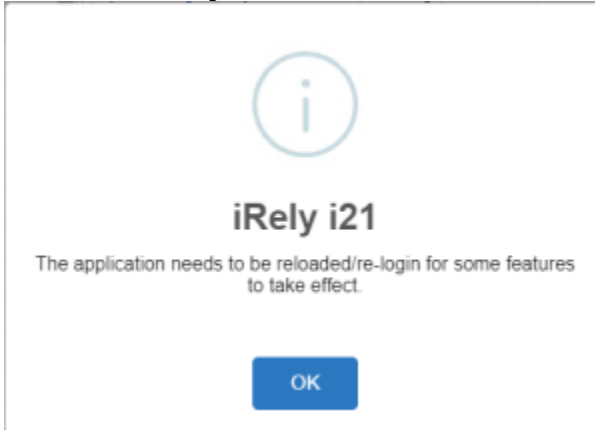 iRely i21
The application needs to be reloaded/re-login for some features
to take effect.
OK